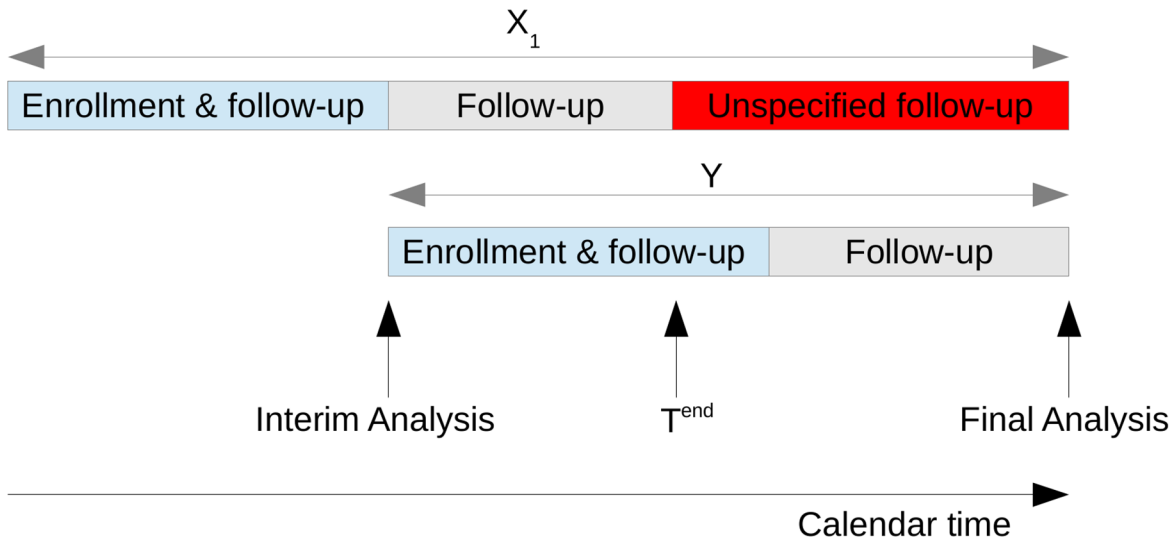 X1
Enrollment & follow-up Follow-up Unspecified follow-up
Y
Enrollment & follow-up Follow-up
Interim Analysis Tend Final Analysis
Calendar time